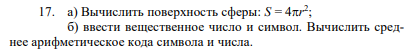 17. а) Вычислить поверхность сферы: S = 4πr²;
б) ввести вещественное число и символ. Вычислить сред-
нее арифметическое кода символа и числа.